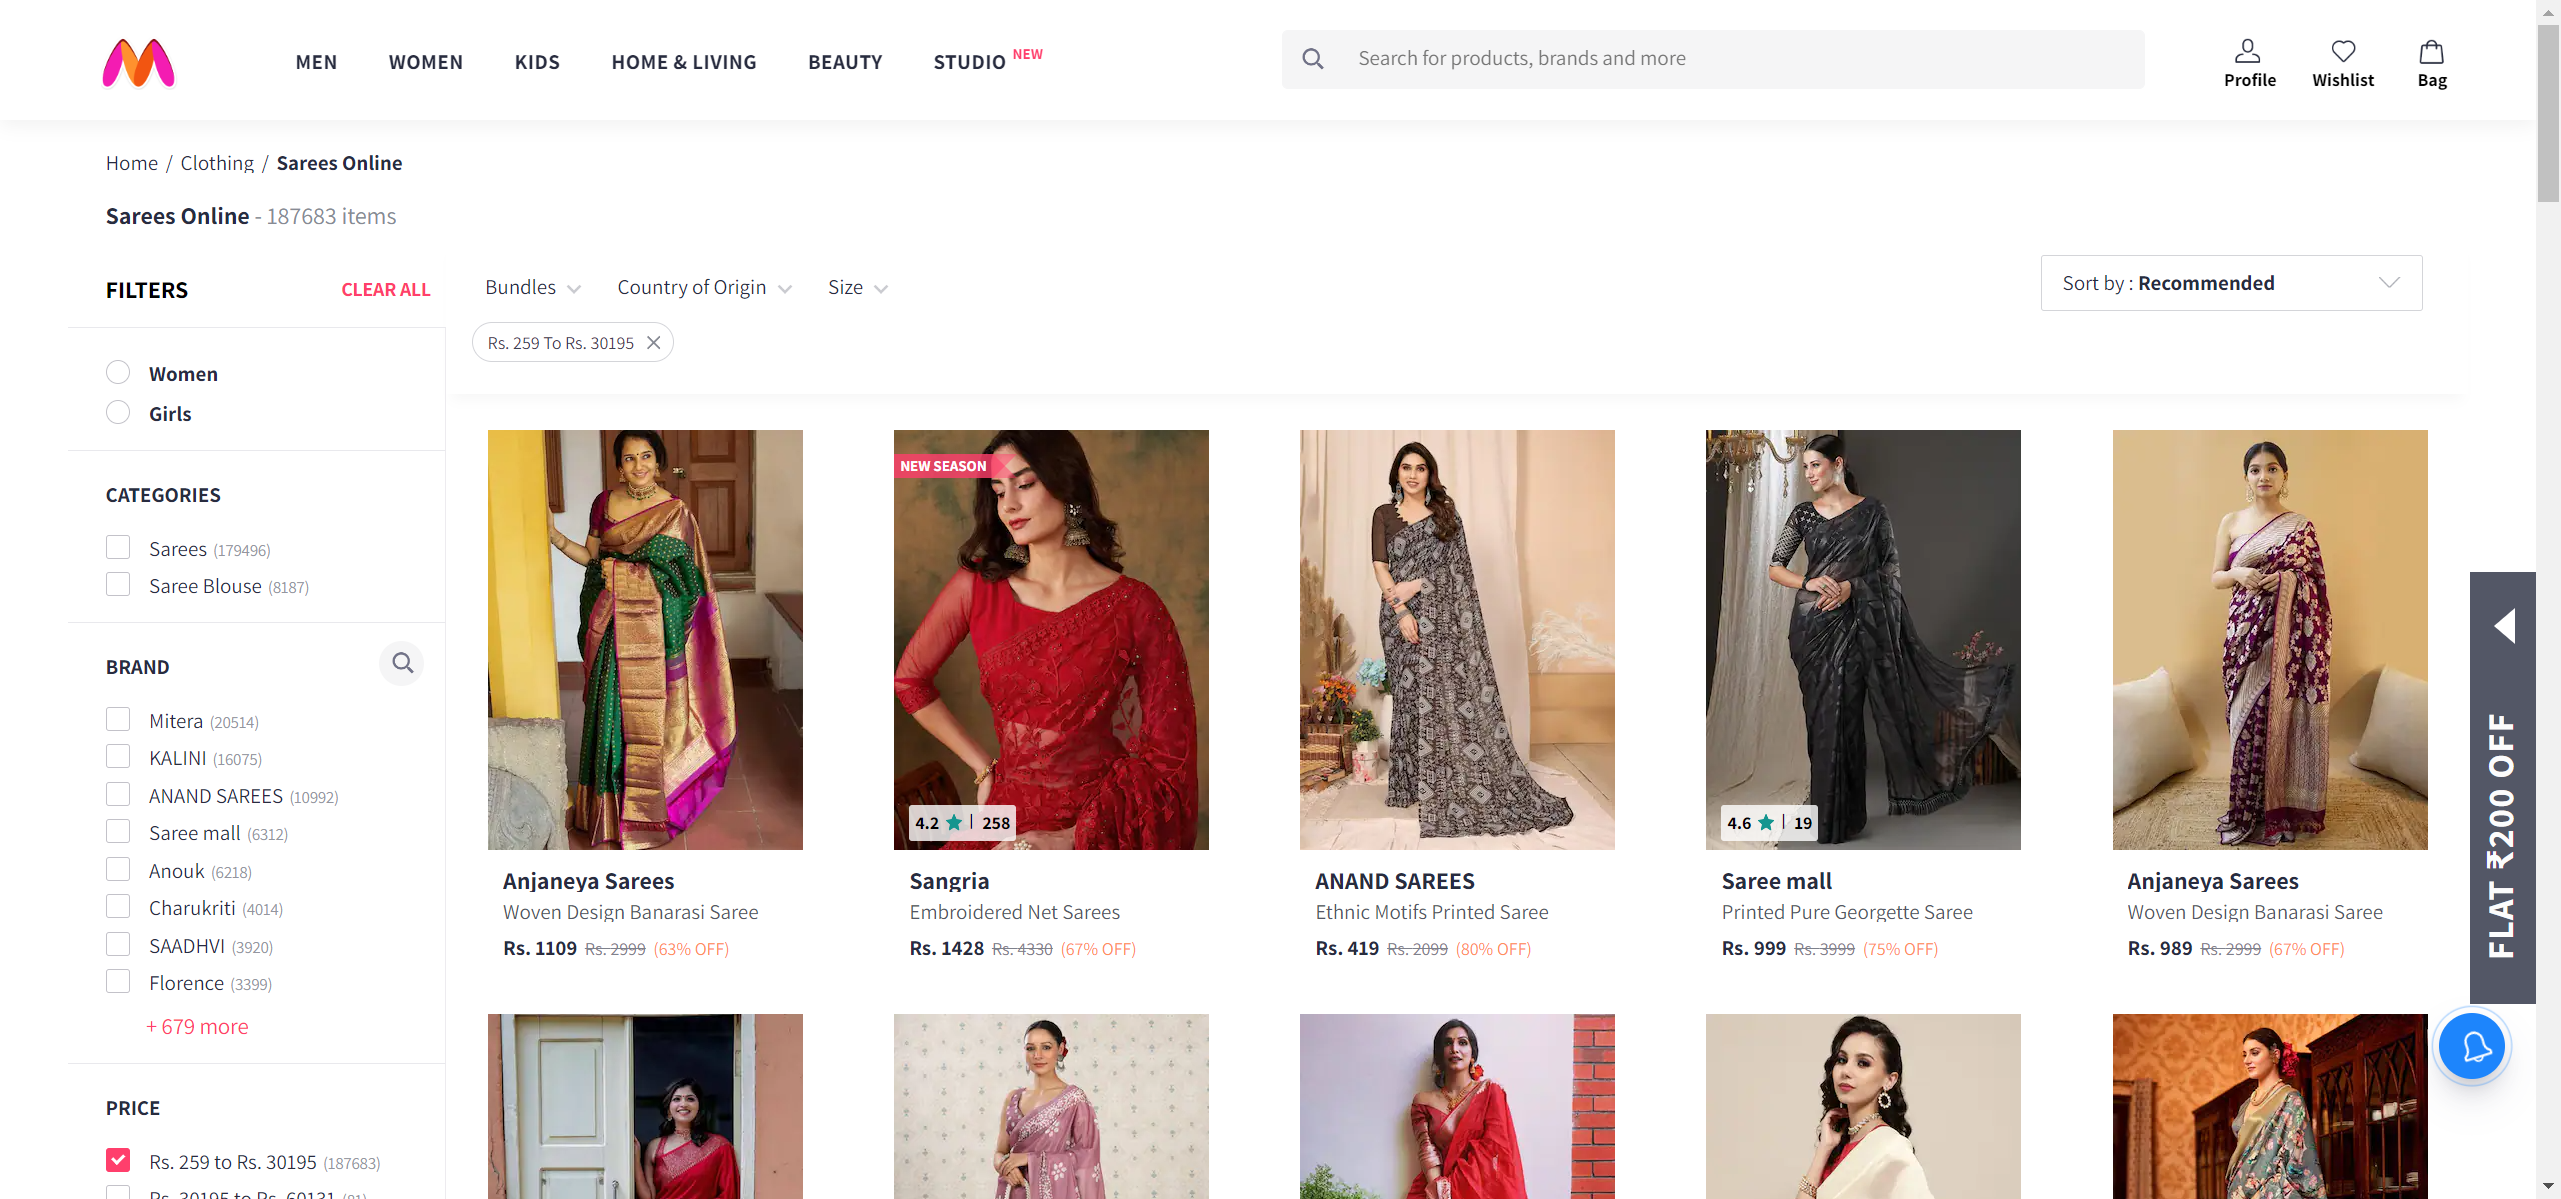 MEN WOMEN KIDS HOME & LIVING BEAUTY STUDIO NEW
Search for products, brands and more
Profile Wishlist Bag
Home / Clothing / Sarees Online
Sarees Online - 187683 items
FILTERS CLEAR ALL
Bundles Country of Origin Size
Sort by : Recommended
Rs. 259 To Rs. 30195
Women
Girls
CATEGORIES
Sarees (179496)
Saree Blouse (8187)
BRAND
Mitera (20514)
KALINI (16075)
ANAND SAREES (10992)
Saree mall (6312)
Anouk (6218)
Charukriti (4014)
SAADHVI (3920)
Florence (3399)
+ 679 more
PRICE
Rs. 259 to Rs. 30195 (187683)
Rs. 30195 to Rs. 60131 (81)
Anjaneya Sarees
Woven Design Banarasi Saree
Rs. 1109 Rs. 2999 (63% OFF)
NEW SEASON
4.2 | 258
Sangria
Embroidered Net Sarees
Rs. 1428 Rs. 4330 (67% OFF)
ANAND SAREES
Ethnic Motifs Printed Saree
Rs. 419 Rs. 2099 (80% OFF)
4.6 | 19
Saree mall
Printed Pure Georgette Saree
Rs. 999 Rs. 3999 (75% OFF)
Anjaneya Sarees
Woven Design Banarasi Saree
Rs. 989 Rs. 2999 (67% OFF)
FLAT ₹200 OFF